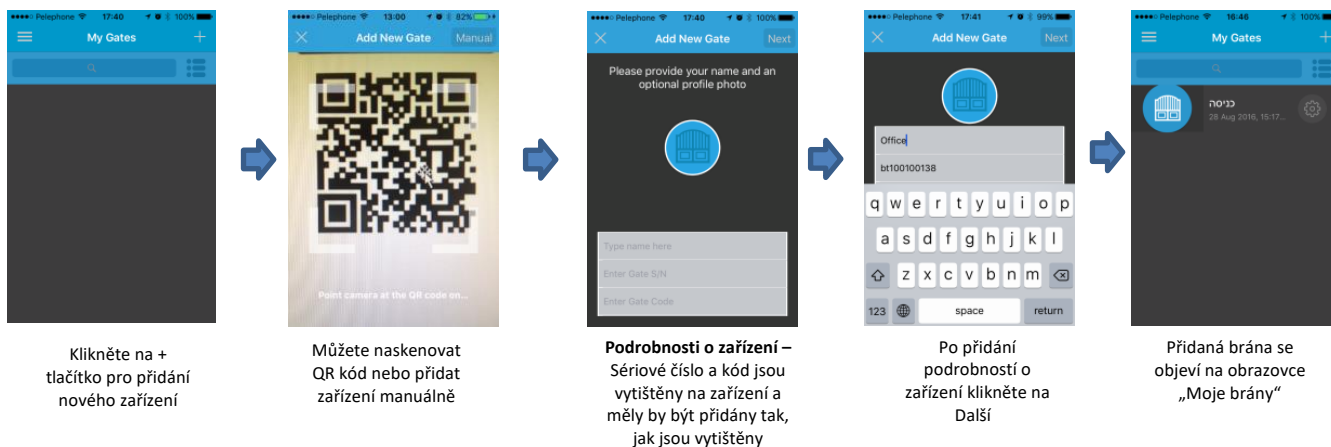 Pelephone 17:40 100%
My Gates +
Klikněte na +
tlačítko pro přidání
nového zařízení
Pelephone 13:00 82%
Add New Gate Manual
Point camera at the QR code on...
Můžete naskenovat
QR kód nebo přidat
zařízení manuálně
Pelephone 17:40 100%
Add New Gate Next
Please provide your name and an
optional profile photo
Type name here
Enter Gate S/N
Enter Gate Code
Podrobnosti o zařízení –
Sériové číslo a kód jsou
vytištěny na zařízení a
měly by být přidány tak,
jak jsou vytištěny
Pelephone 17:41 99%
Add New Gate Next
Office
bt100100138
q w e r t y u i o p
a s d f g h j k l
z x c v b n m
123 space return
Po přidání
podrobností o
zařízení klikněte na
Další
Pelephone 16:46 100%
My Gates +
כניסה
28 Aug 2016, 15:17...
Přidaná brána se
objeví na obrazovce
„Moje brány“